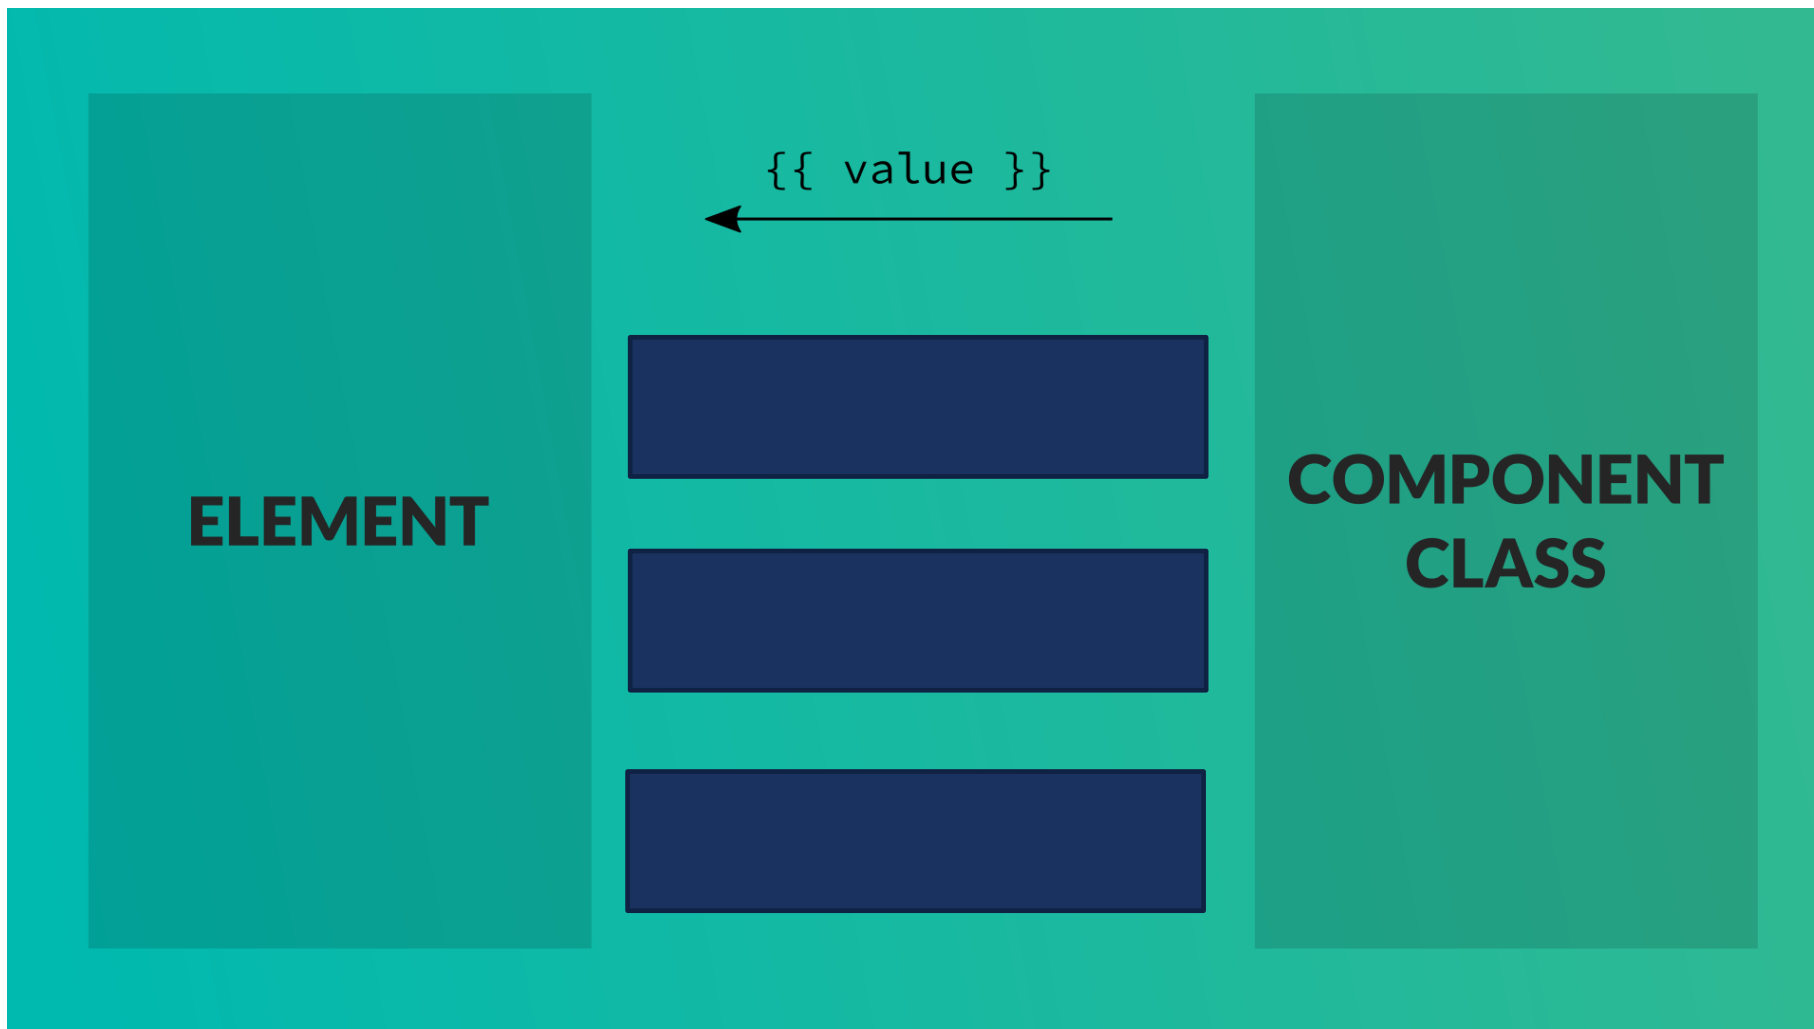 {{ value }}
ELEMENT
COMPONENT
CLASS